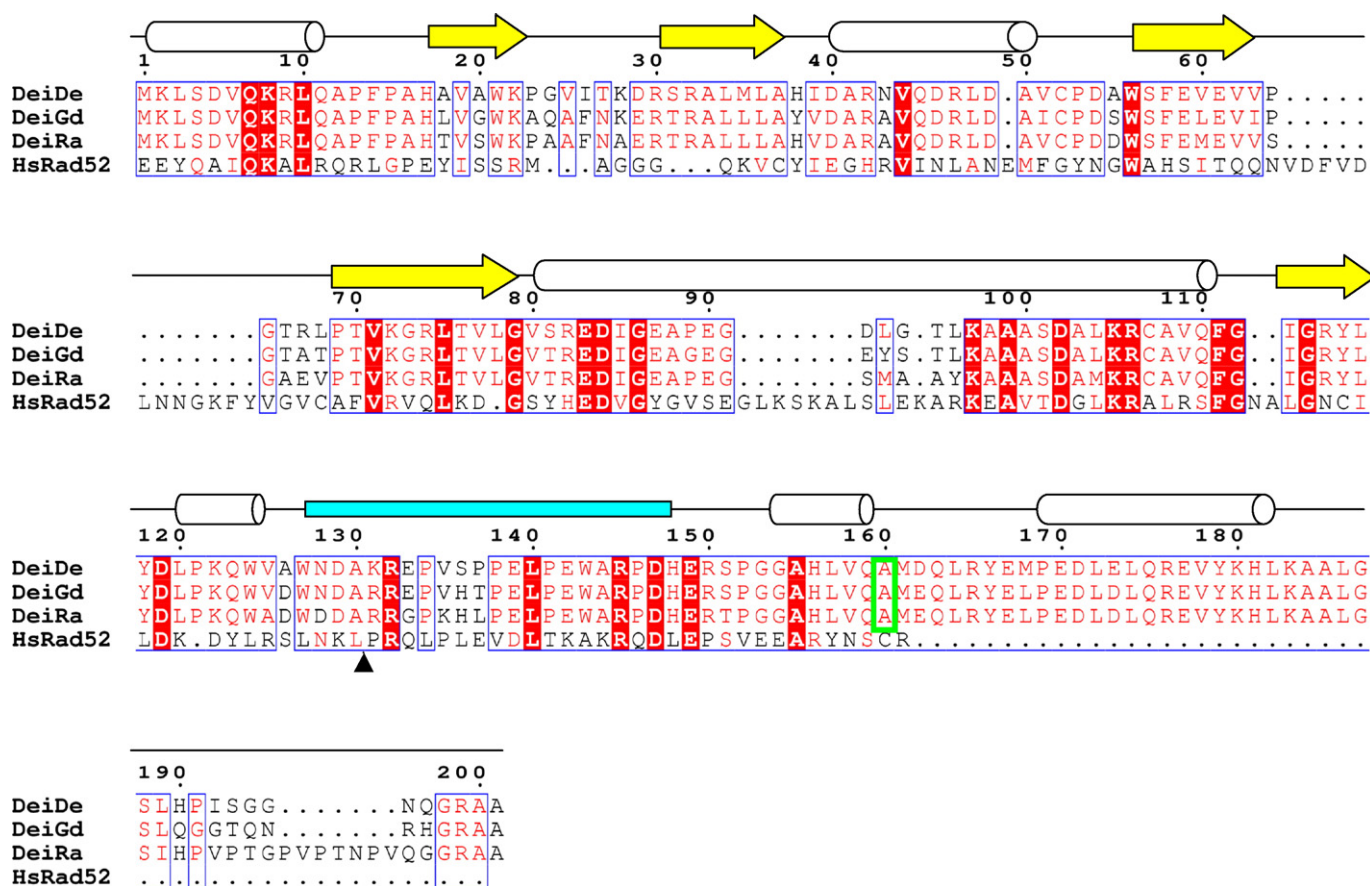 1 10 20 30 40 50 60
DeiDe MKLSDVQKRLQAPFPAHAVAWKPGVITKDRSRALMLAHIDARNVQDRLD.AVCPDAWSFEVEVVP.....
DeiGd MKLSDVQKRLQAPFPAHLVGWKAQAFNKERTRALLLAYVDARAVQDRLD.AICPDSWSFELEVIP.....
DeiRa MKLSDVQKRLQAPFPAHTVSWKPAAFNAERTRALLLAHVDARAVQDRLD.AVCPDDWSFEMEVVS.....
HsRad52 EEYQAIQKALRQRLGPEYISSRM..AGGG...QKVCYIEGHRVINLANEMFGYNGWAHSITQQNVDFVD
70 80 90 100 110
DeiDe .......GTRLPTVKGRLTVLGVSREDIGEAPEG.......DLG.TLKAAASDALKRCAVQFG..IGRYL
DeiGd .......GTATPTVKGRLTVLGVTREDIGEAGEG.......EYS.TLKAAASDALKRCAVQFG..IGRYL
DeiRa .......GAEVPTVKGRLTVLGVTREDIGEAPEG.......SMA.AYKAAASDAMKRCAVQFG..IGRYL
HsRad52 LNNGKFYVGVCAFVRVQLKD.GSYHEDVGYGVSEGLKSKALSLEKARKEAVTDGLKRALRSFGNALGNCI
120 130 140 150 160 170 180
DeiDe YDLPKQWVAWNDAKREPVSPPELPEWARPDHERSPGGAHLVQAMDQLRYEMPEDLELQREVYKHLKAALG
DeiGd YDLPKQWVDWNDARREPVHTPELPEWARPDHERSPGGAHLVQAMEQLRYELPEDLDLQREVYKHLKAALG
DeiRa YDLPKQWADWDDARRGPKHLPELPEWARPDHERTPGGAHLVQAMEQLRYELPEDLDLQREVYKHLKAALG
HsRad52 LDK.DYLRSLNKLPRQLPLEVDLTKAKRQDLEPSVEEARYNSCR..........................
190 200
DeiDe SLHPISGG.......NQGRAA
DeiGd SLQGGTQN.......RHGRAA
DeiRa SIHPVPTGPVPTNPVQGGRAA
HsRad52 ....................